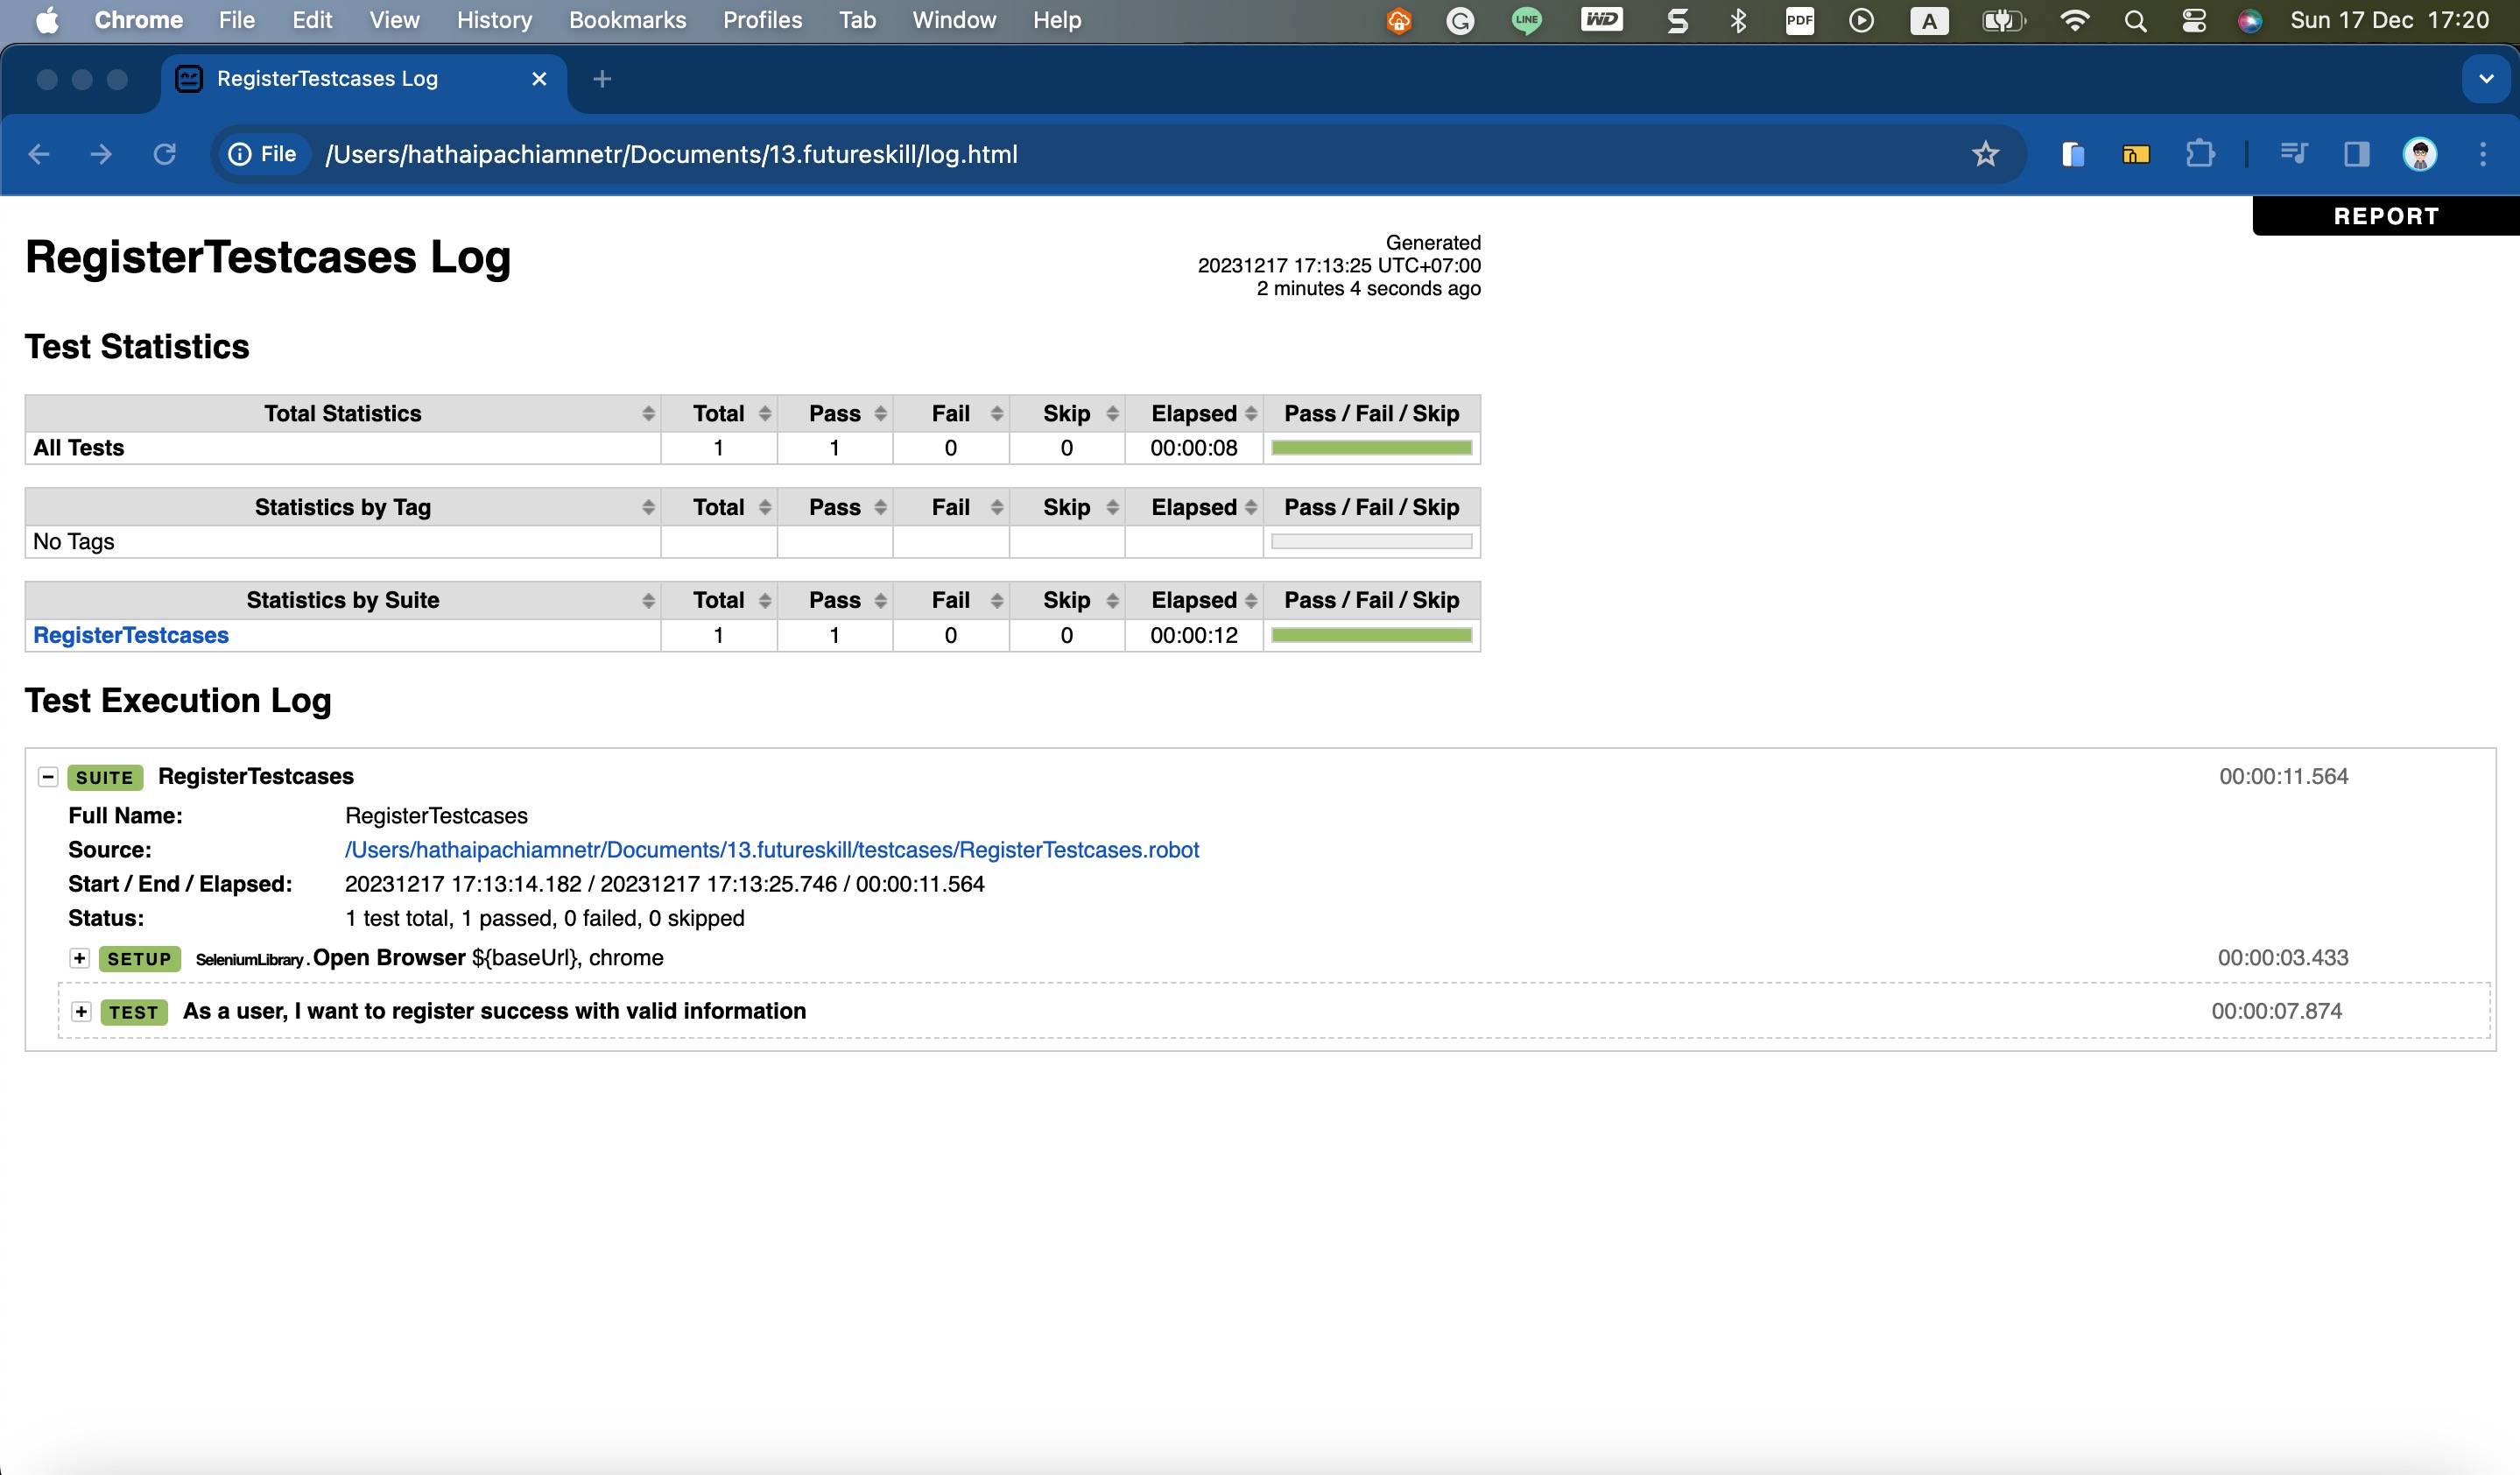 Chrome File Edit View History Bookmarks Profiles Tab Window Help LINE WD PDF A Sun 17 Dec 17:20
RegisterTestcases Log
File /Users/hathaipachiamnetr/Documents/13.futureskill/log.html
REPORT
RegisterTestcases Log
Generated
20231217 17:13:25 UTC+07:00
2 minutes 4 seconds ago
Test Statistics
Total Statistics Total Pass Fail Skip Elapsed Pass / Fail / Skip
All Tests 1 1 0 0 00:00:08
Statistics by Tag Total Pass Fail Skip Elapsed Pass / Fail / Skip
No Tags
Statistics by Suite Total Pass Fail Skip Elapsed Pass / Fail / Skip
RegisterTestcases 1 1 0 0 00:00:12
Test Execution Log
SUITE RegisterTestcases 00:00:11.564
Full Name: RegisterTestcases
Source: /Users/hathaipachiamnetr/Documents/13.futureskill/testcases/RegisterTestcases.robot
Start / End / Elapsed: 20231217 17:13:14.182 / 20231217 17:13:25.746 / 00:00:11.564
Status: 1 test total, 1 passed, 0 failed, 0 skipped
SETUP SeleniumLibrary.Open Browser ${baseUrl}, chrome 00:00:03.433
TEST As a user, I want to register success with valid information 00:00:07.874